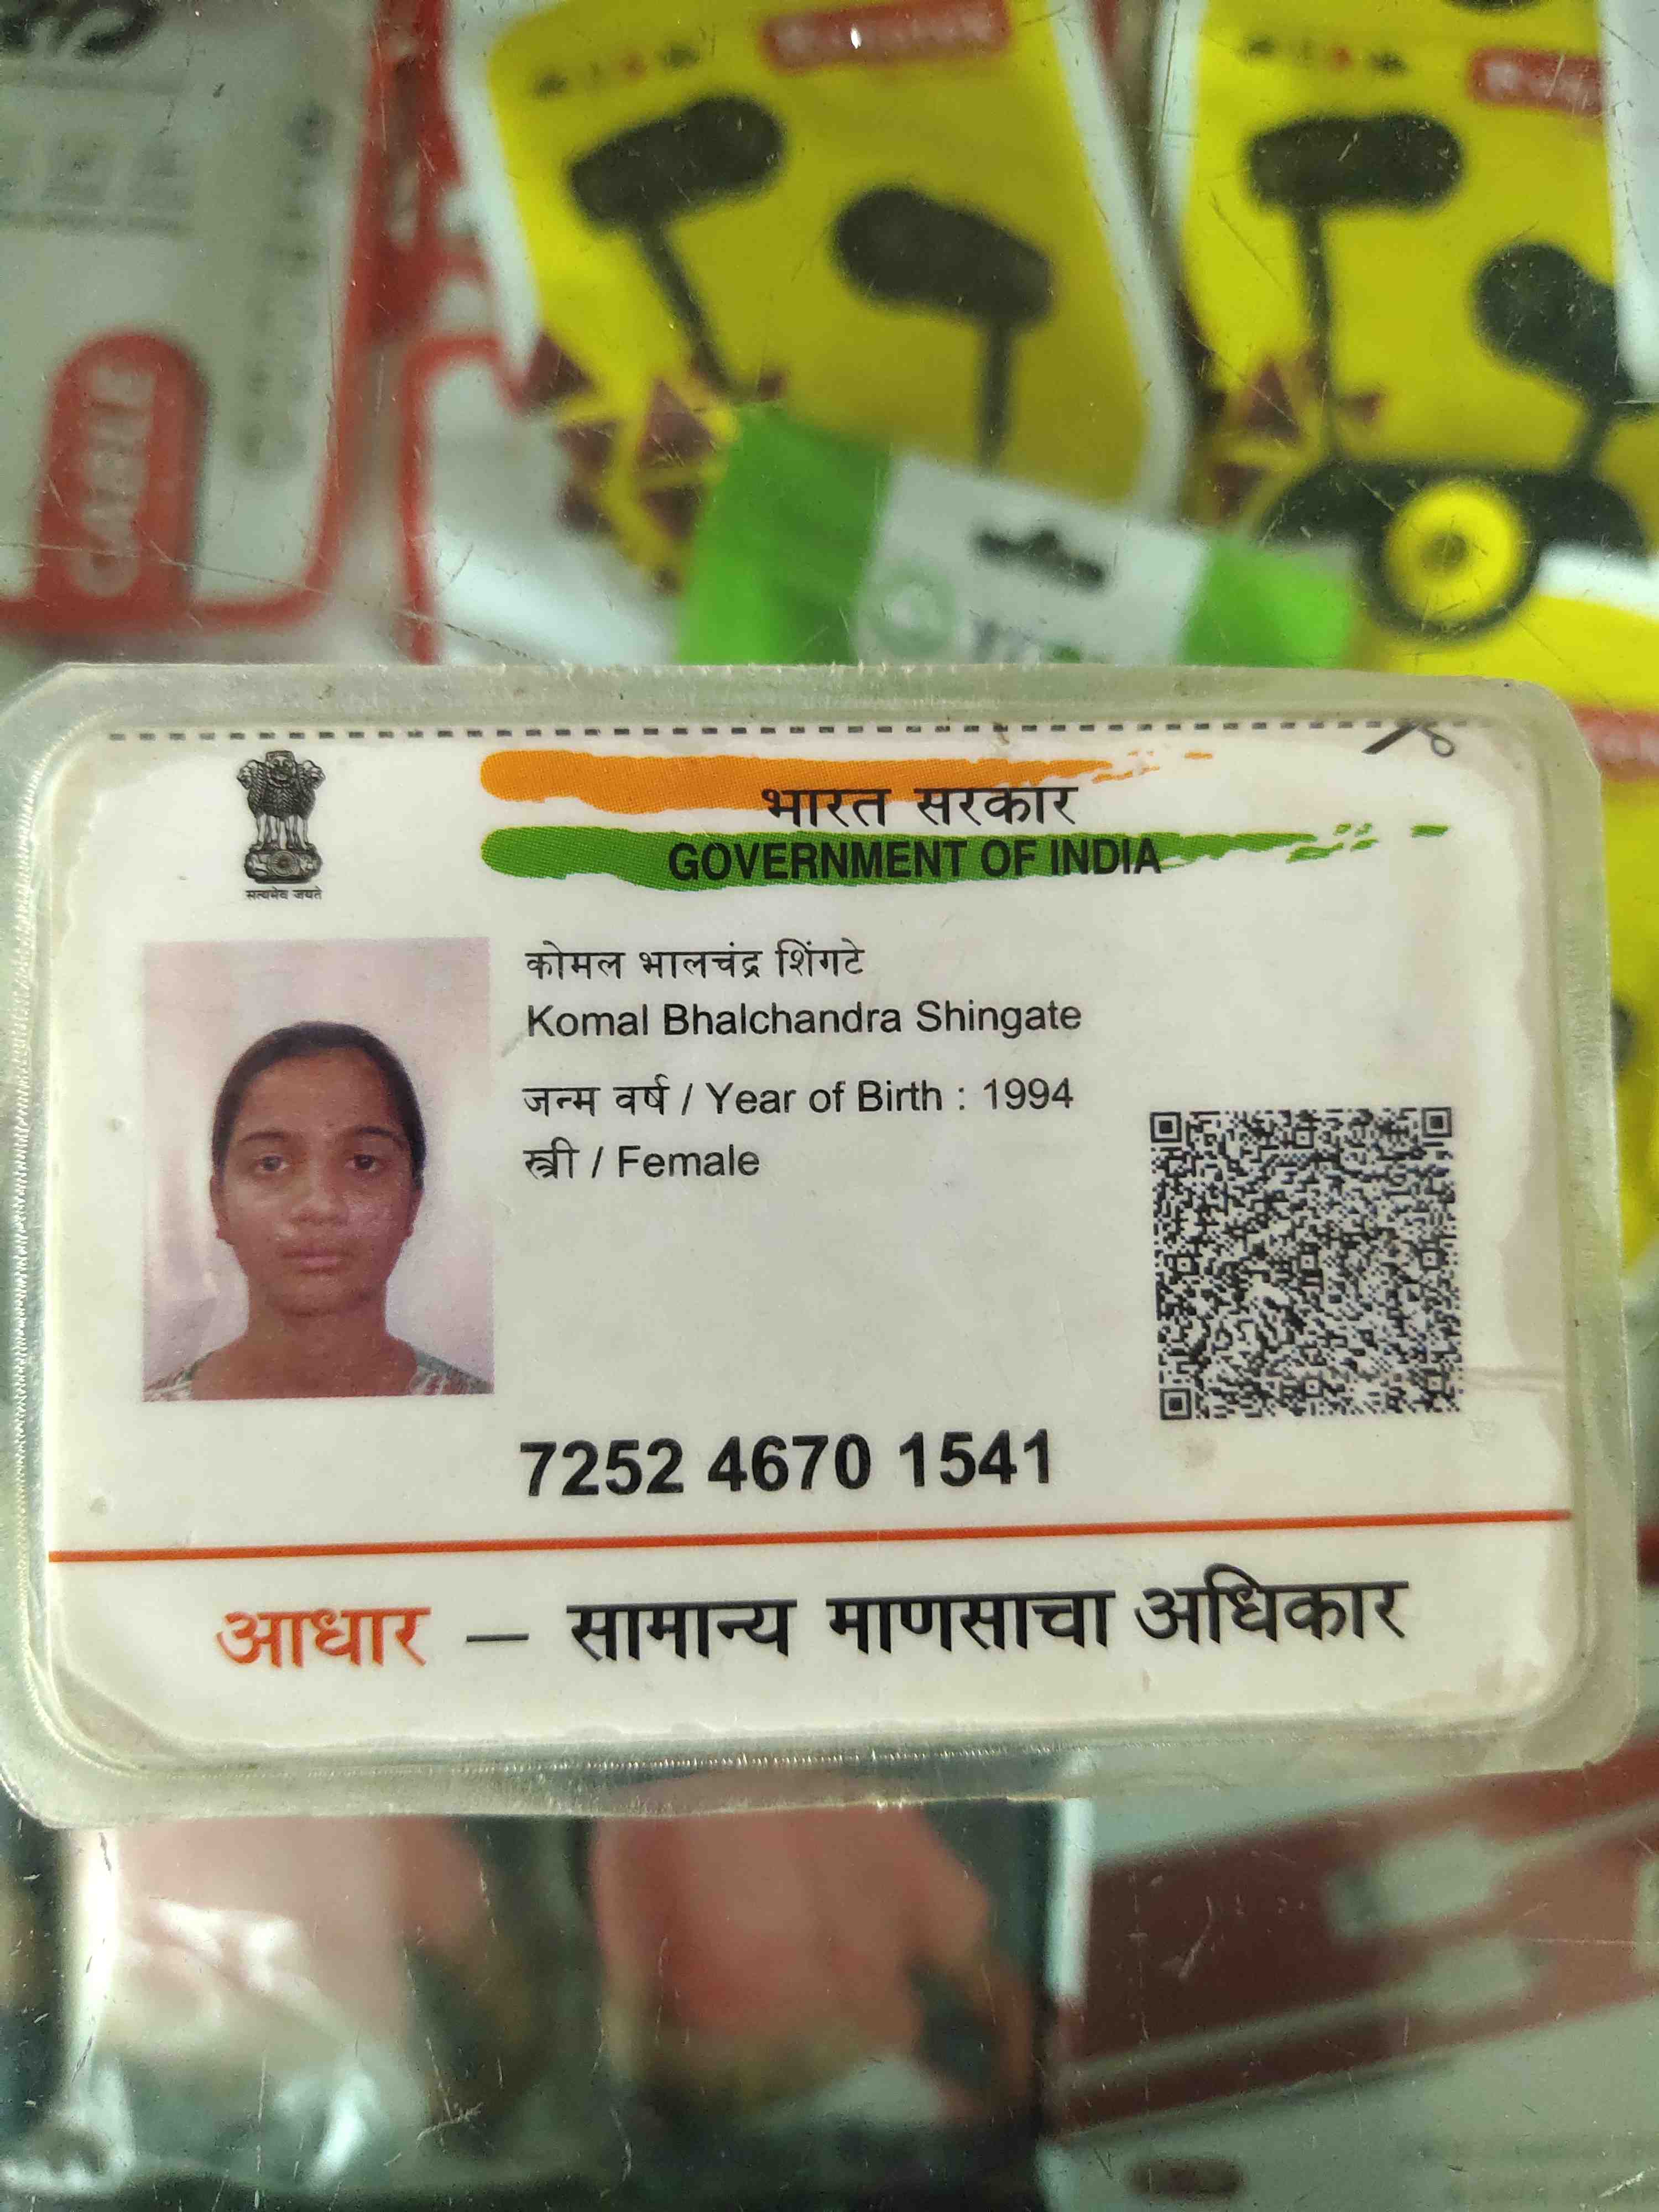 CABLE
भारत सरकार
GOVERNMENT OF INDIA
सत्यमेव जयते
कोमल भालचंद्र शिंगटे
Komal Bhalchandra Shingate
जन्म वर्ष / Year of Birth : 1994
स्त्री / Female
7252 4670 1541
आधार – सामान्य माणसाचा अधिकार